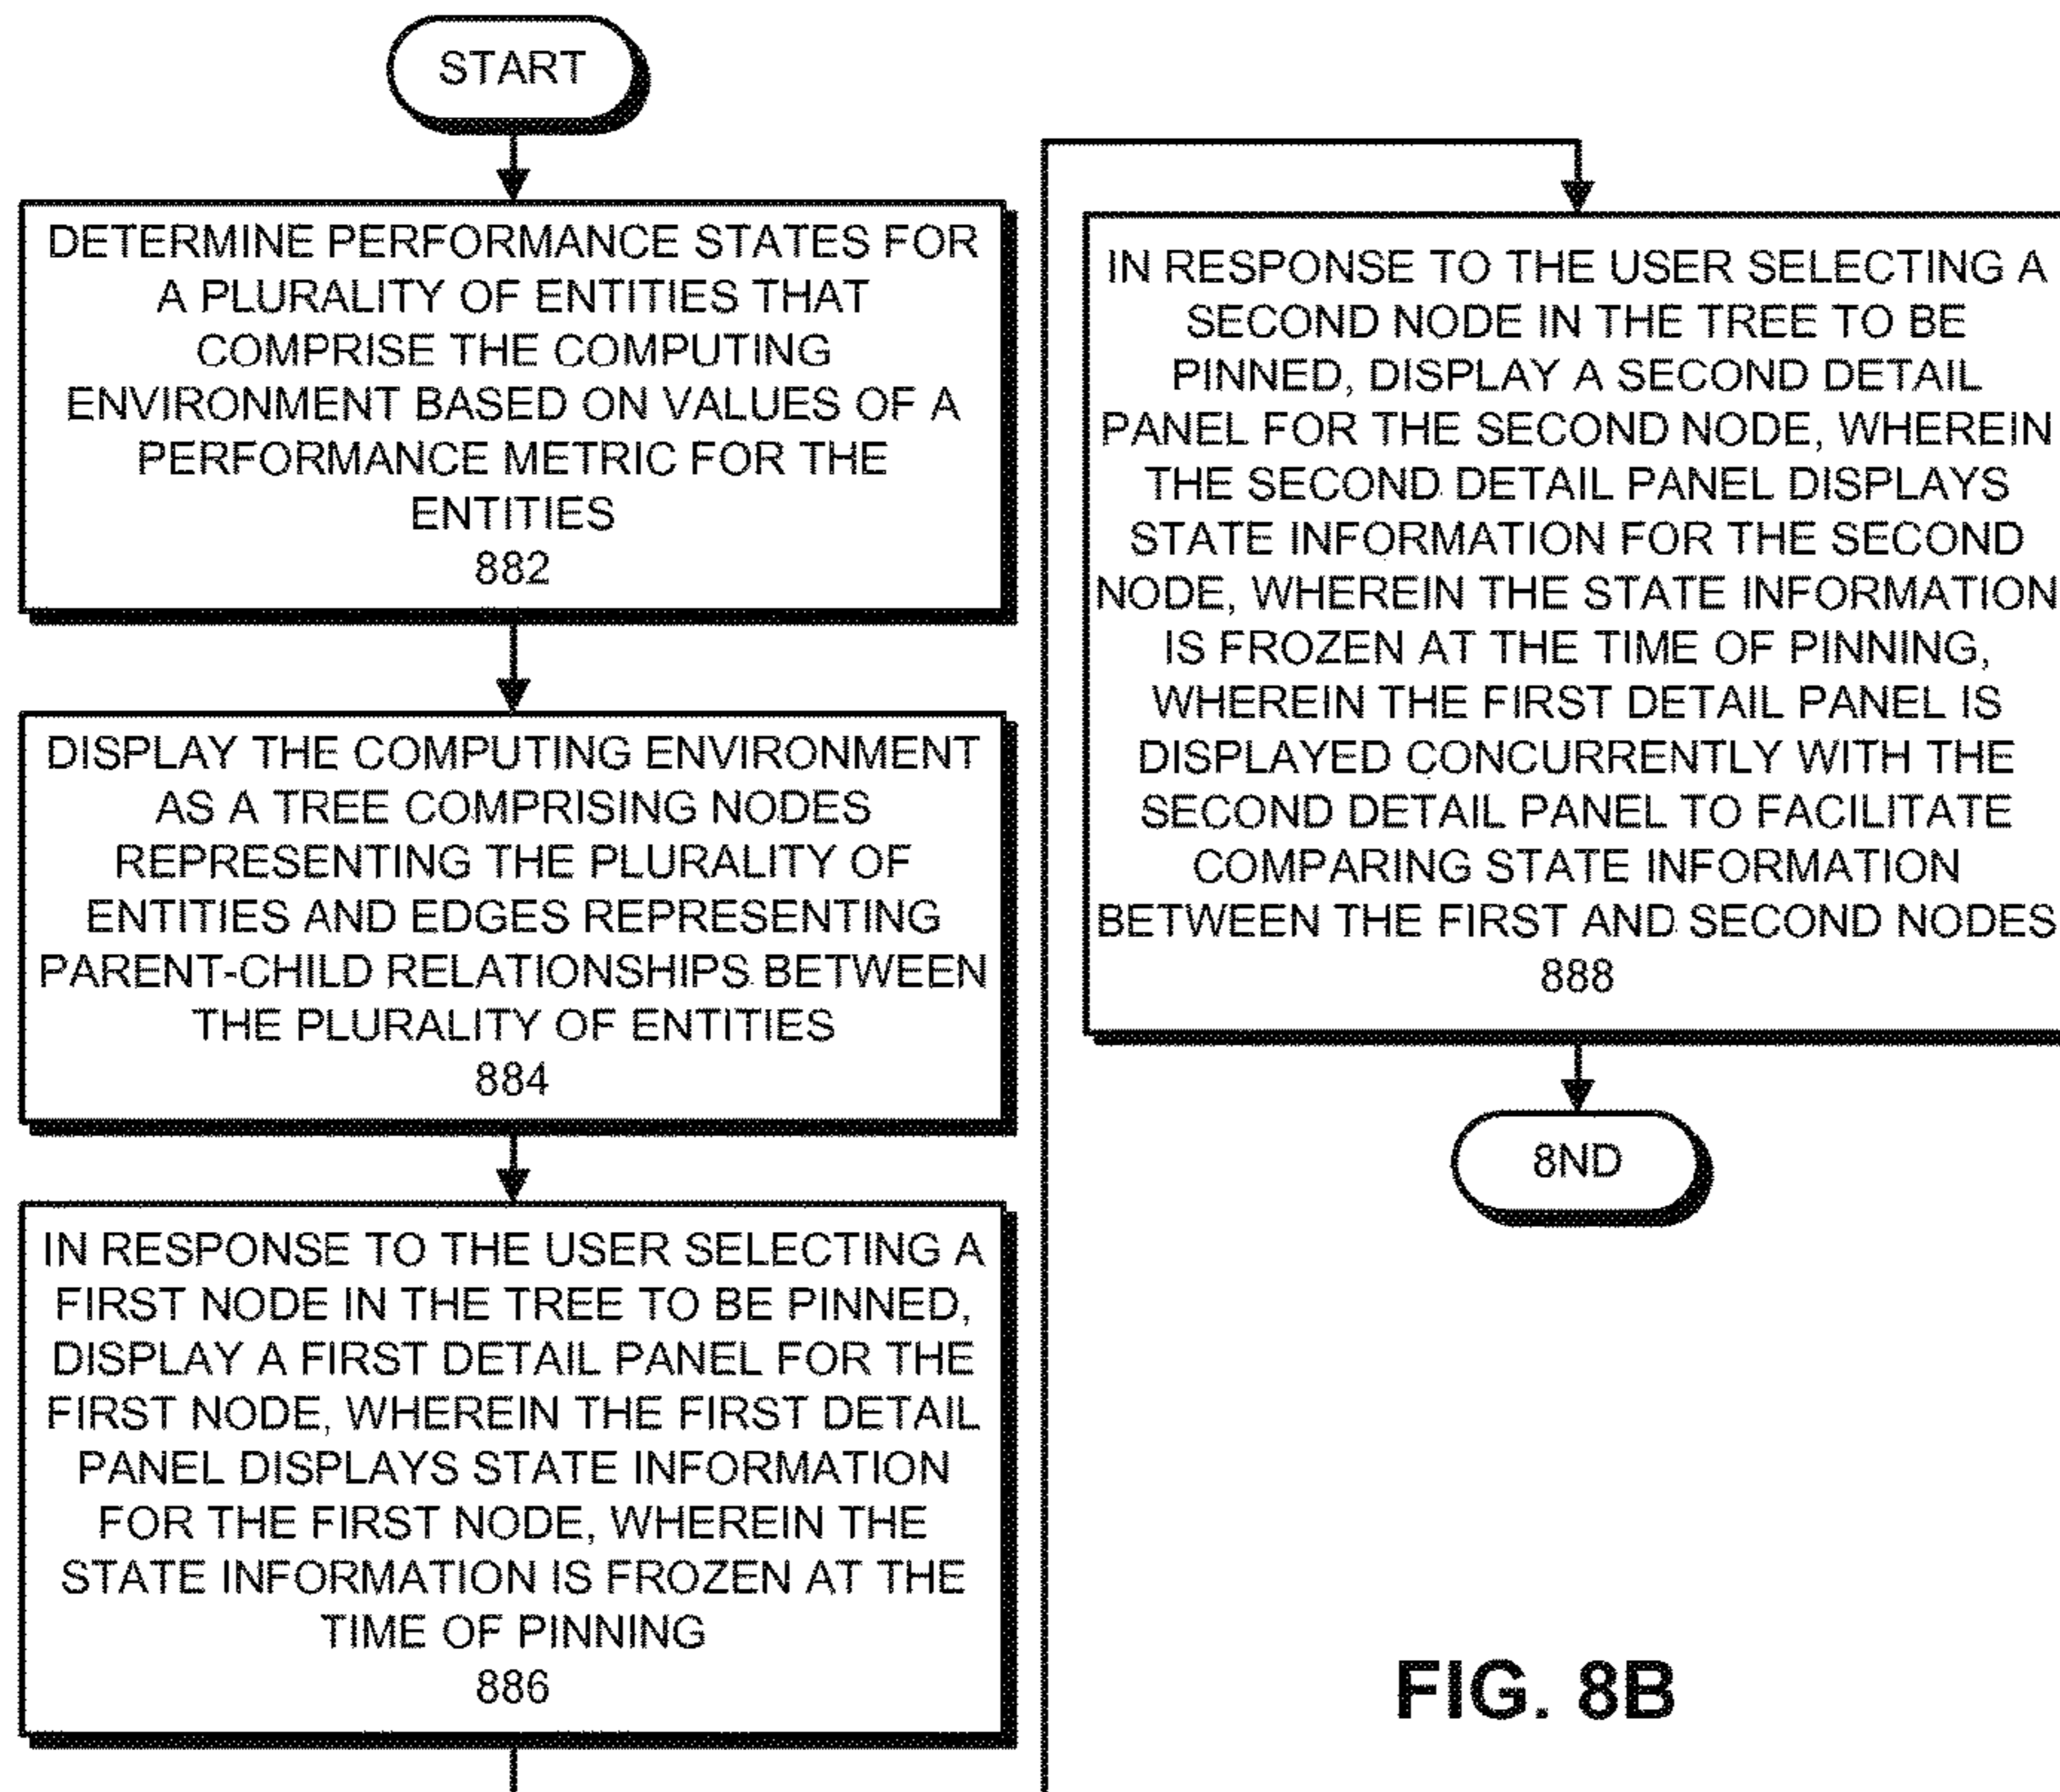 START
DETERMINE PERFORMANCE STATES FOR
A PLURALITY OF ENTITIES THAT
COMPRISE THE COMPUTING
ENVIRONMENT BASED ON VALUES OF A
PERFORMANCE METRIC FOR THE
ENTITIES
882
DISPLAY THE COMPUTING ENVIRONMENT
AS A TREE COMPRISING NODES
REPRESENTING THE PLURALITY OF
ENTITIES AND EDGES REPRESENTING
PARENT-CHILD RELATIONSHIPS BETWEEN
THE PLURALITY OF ENTITIES
884
IN RESPONSE TO THE USER SELECTING A
FIRST NODE IN THE TREE TO BE PINNED,
DISPLAY A FIRST DETAIL PANEL FOR THE
FIRST NODE, WHEREIN THE FIRST DETAIL
PANEL DISPLAYS STATE INFORMATION
FOR THE FIRST NODE, WHEREIN THE
STATE INFORMATION IS FROZEN AT THE
TIME OF PINNING
886
IN RESPONSE TO THE USER SELECTING A
SECOND NODE IN THE TREE TO BE
PINNED, DISPLAY A SECOND DETAIL
PANEL FOR THE SECOND NODE, WHEREIN
THE SECOND DETAIL PANEL DISPLAYS
STATE INFORMATION FOR THE SECOND
NODE, WHEREIN THE STATE INFORMATION
IS FROZEN AT THE TIME OF PINNING,
WHEREIN THE FIRST DETAIL PANEL IS
DISPLAYED CONCURRENTLY WITH THE
SECOND DETAIL PANEL TO FACILITATE
COMPARING STATE INFORMATION
BETWEEN THE FIRST AND SECOND NODES
888
8ND
FIG. 8B